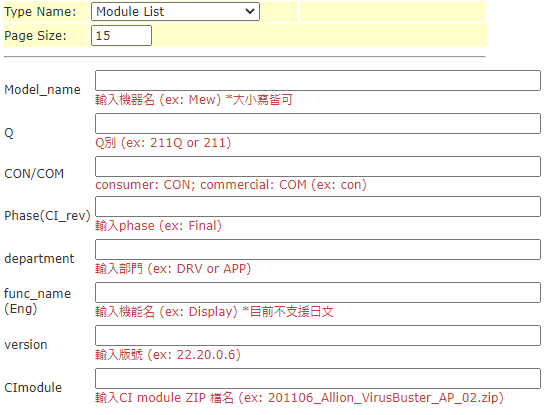 Type Name: Module List
Page Size: 15
Model_name
輸入機器名 (ex: Mew) *大小寫皆可
Q
Q別 (ex: 211Q or 211)
CON/COM
consumer: CON; commercial: COM (ex: con)
Phase(CI_rev)
輸入phase (ex: Final)
department
輸入部門 (ex: DRV or APP)
func_name
(Eng)
輸入機能名 (ex: Display) *目前不支援日文
version
輸入版號 (ex: 22.20.0.6)
CImodule
輸入CI module ZIP 檔名 (ex: 201106_Allion_VirusBuster_AP_02.zip)